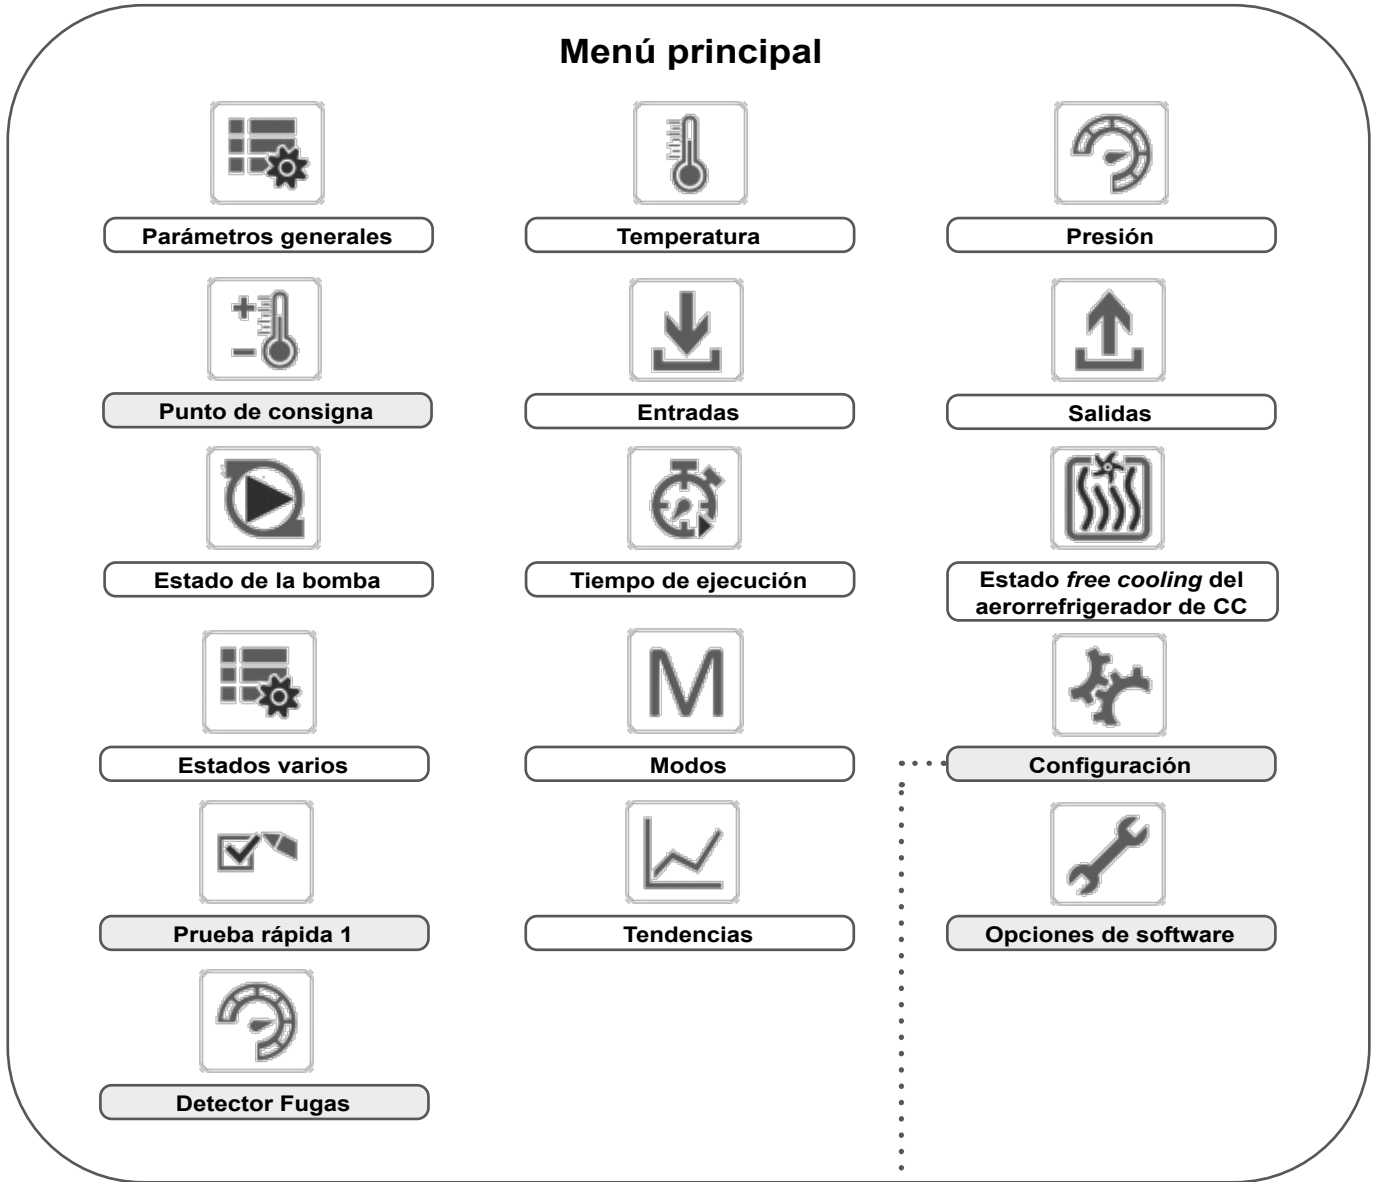 Menú principal
Parámetros generales
Temperatura
Presión
Punto de consigna
Entradas
Salidas
Estado de la bomba
Tiempo de ejecución
Estado free cooling del
aerorrefrigerador de CC
Estados varios
M
Modos
Configuración
Prueba rápida 1
Tendencias
Opciones de software
Detector Fugas